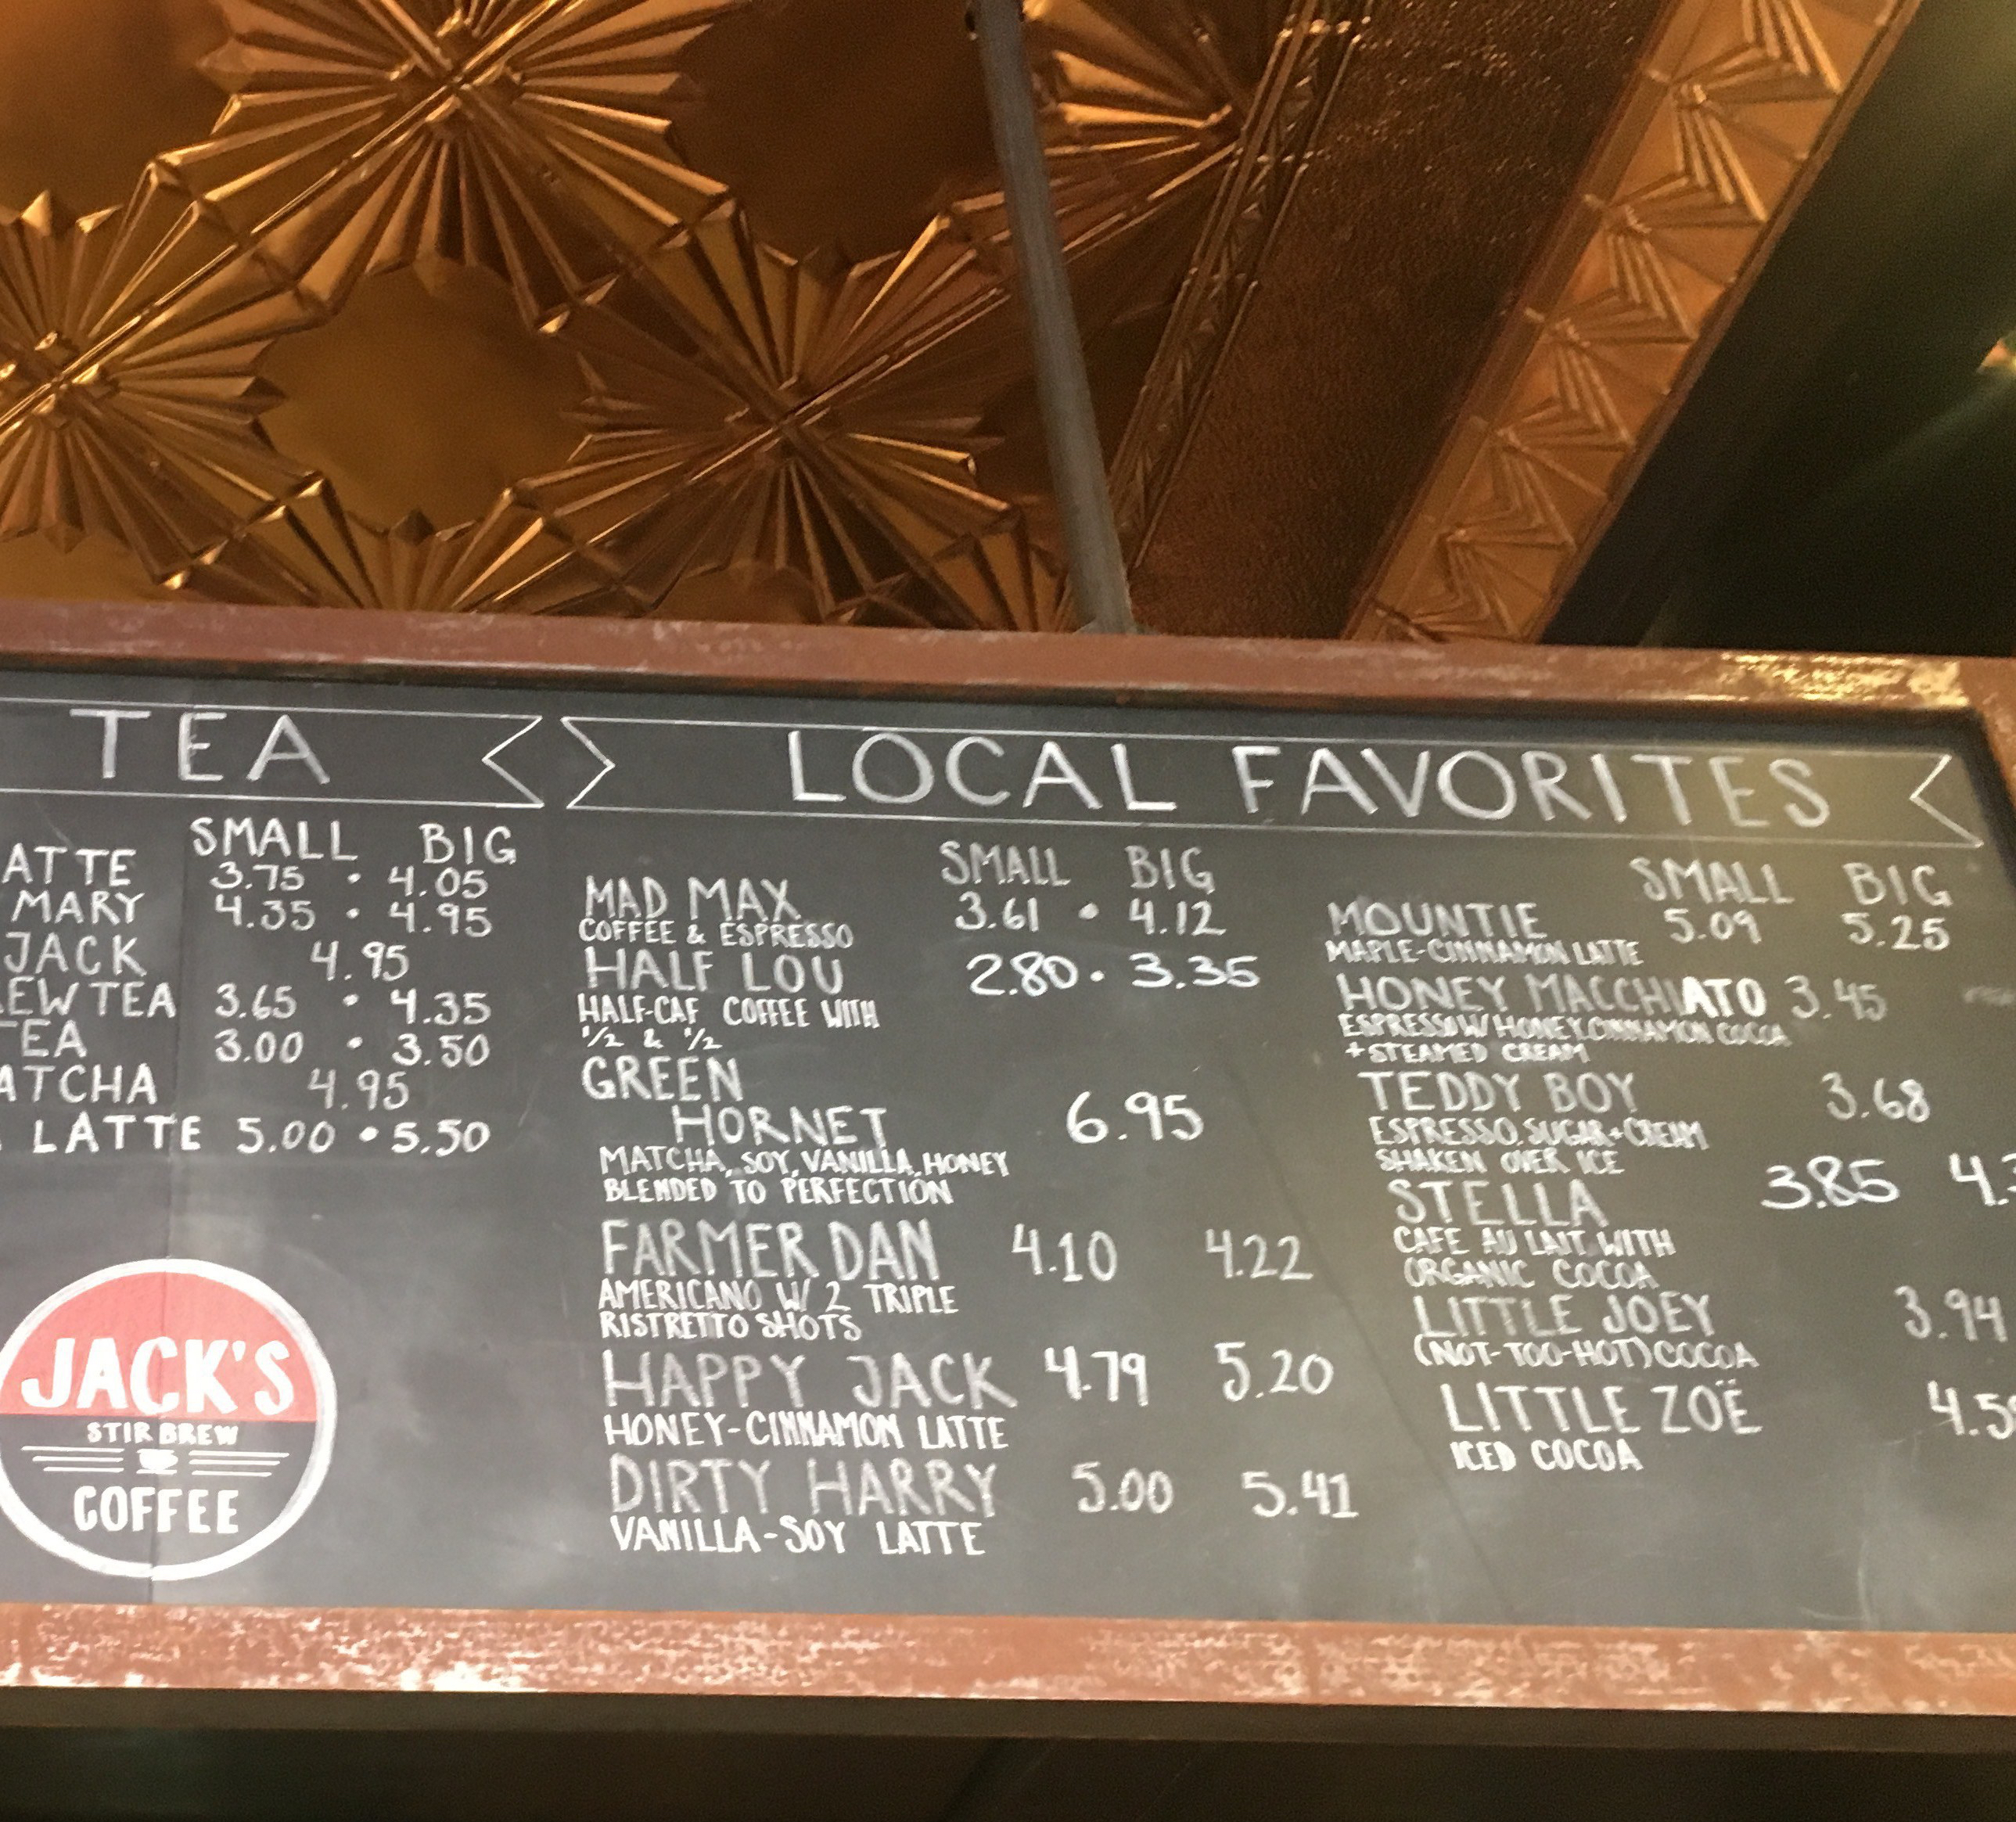 TEA
SMALL BIG
ATTE 3.75 • 4.05
MARY 4.35 • 4.95
JACK 4.95
EW TEA 3.65 • 4.35
TEA 3.00 • 3.50
ATCHA 4.95
LATTE 5.00 • 5.50
JACK'S
STIR BREW
COFFEE
LOCAL FAVORITES
SMALL BIG
MAD MAX 3.61 • 4.12
COFFEE & ESPRESSO
HALF LOU 2.80 • 3.35
HALF-CAF COFFEE WITH
1/2 & 1/2
GREEN
HORNET 6.95
MATCHA, SOY, VANILLA, HONEY
BLENDED TO PERFECTION
FARMER DAN 4.10 4.22
AMERICANO W/ 2 TRIPLE
RISTRETTO SHOTS
HAPPY JACK 4.79 5.20
HONEY-CINNAMON LATTE
DIRTY HARRY 5.00 5.41
VANILLA-SOY LATTE
SMALL BIG
MOUNTIE 5.09 5.25
MAPLE-CINNAMON LATTE
HONEY MACCHIATO 3.45
ESPRESSO W/ HONEY, CINNAMON COCOA
+ STEAMED CREAM
TEDDY BOY 3.68
ESPRESSO, SUGAR + CREAM
SHAKEN OVER ICE
STELLA 3.85
CAFE AU LAIT WITH
ORGANIC COCOA
LITTLE JOEY 3.94
(NOT-TOO-HOT) COCOA
LITTLE ZOË 4.50
ICED COCOA